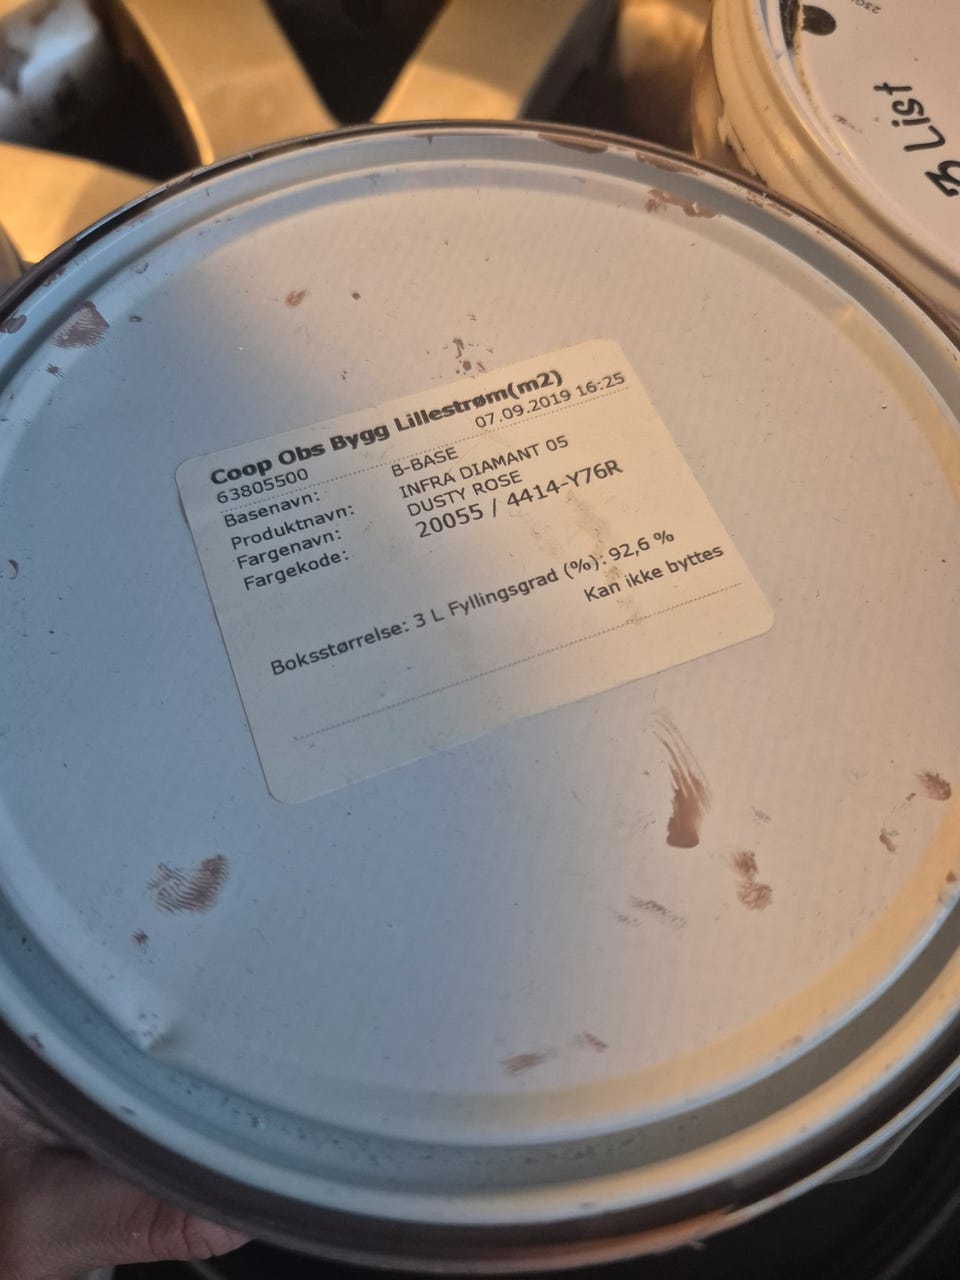 Coop Obs Bygg Lillestrøm(m2)
63805500 07.09.2019 16:25
Basenavn: B-BASE
Produktnavn: INFRA DIAMANT 05
Fargenavn: DUSTY ROSE
Fargekode: 20055 / 4414-Y76R
Boksstørrelse: 3 L Fyllingsgrad (%): 92,6 %
Kan ikke byttes
List
3